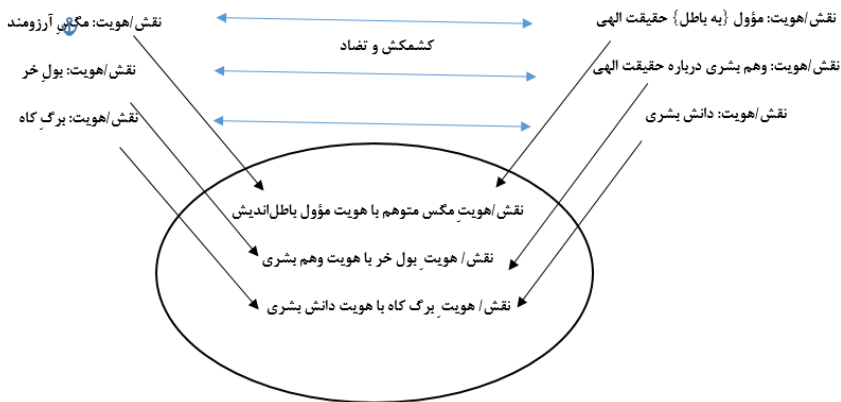 نقش/هویت: مؤول {به باطل} حقیقت الهی
نقش/هویت: مگسِ آرزومند
کشمکش و تضاد
نقش/هویت: وهم بشری درباره حقیقت الهی
نقش/هویت: بولِ خر
نقش/هویت: دانش بشری
نقش/هویت: برگِ کاه
نقش/هویتِ مگس متوهم با هویت مؤول باطل‌اندیش
نقش/ هویتِ بول خر با هویت وهم بشری
نقش/ هویتِ برگ کاه با هویت دانش بشری